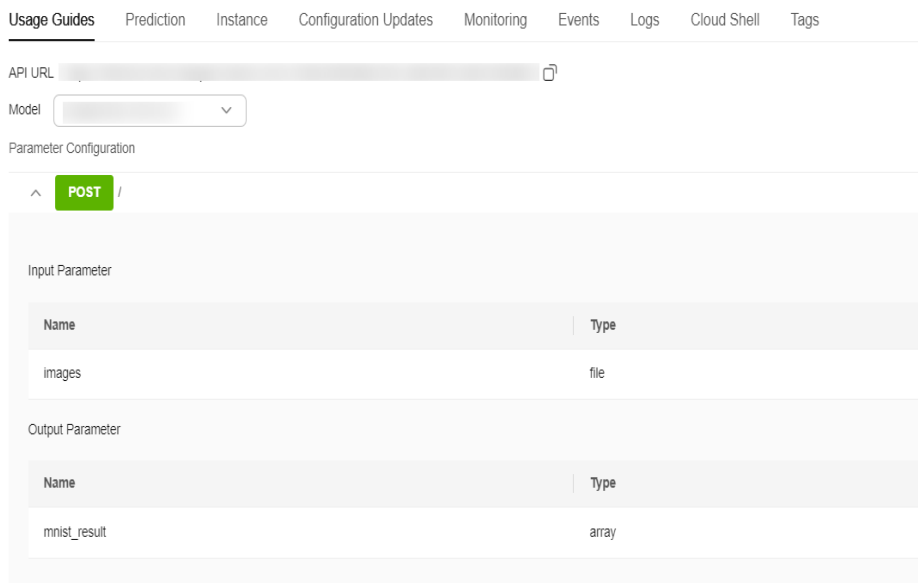 Usage Guides Prediction Instance Configuration Updates Monitoring Events Logs Cloud Shell Tags
API URL
Model
Parameter Configuration
POST /
Input Parameter
Name Type
images file
Output Parameter
Name Type
mnist_result array